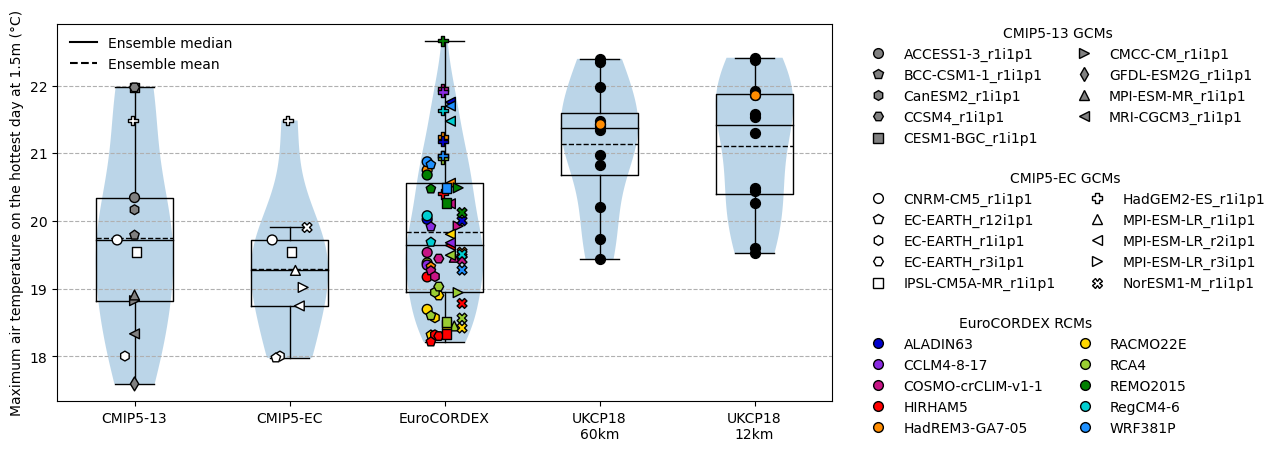 Maximum air temperature on the hottest day at 1.5m (°C)
22
21
20
19
18
Ensemble median
Ensemble mean
CMIP5-13
CMIP5-EC
EuroCORDEX
UKCP18
60km
UKCP18
12km
CMIP5-13 GCMs
ACCESS1-3_r1i1p1
BCC-CSM1-1_r1i1p1
CanESM2_r1i1p1
CCSM4_r1i1p1
CESM1-BGC_r1i1p1
CMCC-CM_r1i1p1
GFDL-ESM2G_r1i1p1
MPI-ESM-MR_r1i1p1
MRI-CGCM3_r1i1p1
CMIP5-EC GCMs
CNRM-CM5_r1i1p1
EC-EARTH_r12i1p1
EC-EARTH_r1i1p1
EC-EARTH_r3i1p1
IPSL-CM5A-MR_r1i1p1
HadGEM2-ES_r1i1p1
MPI-ESM-LR_r1i1p1
MPI-ESM-LR_r2i1p1
MPI-ESM-LR_r3i1p1
NorESM1-M_r1i1p1
EuroCORDEX RCMs
ALADIN63
CCLM4-8-17
COSMO-crCLIM-v1-1
HIRHAM5
HadREM3-GA7-05
RACMO22E
RCA4
REMO2015
RegCM4-6
WRF381P